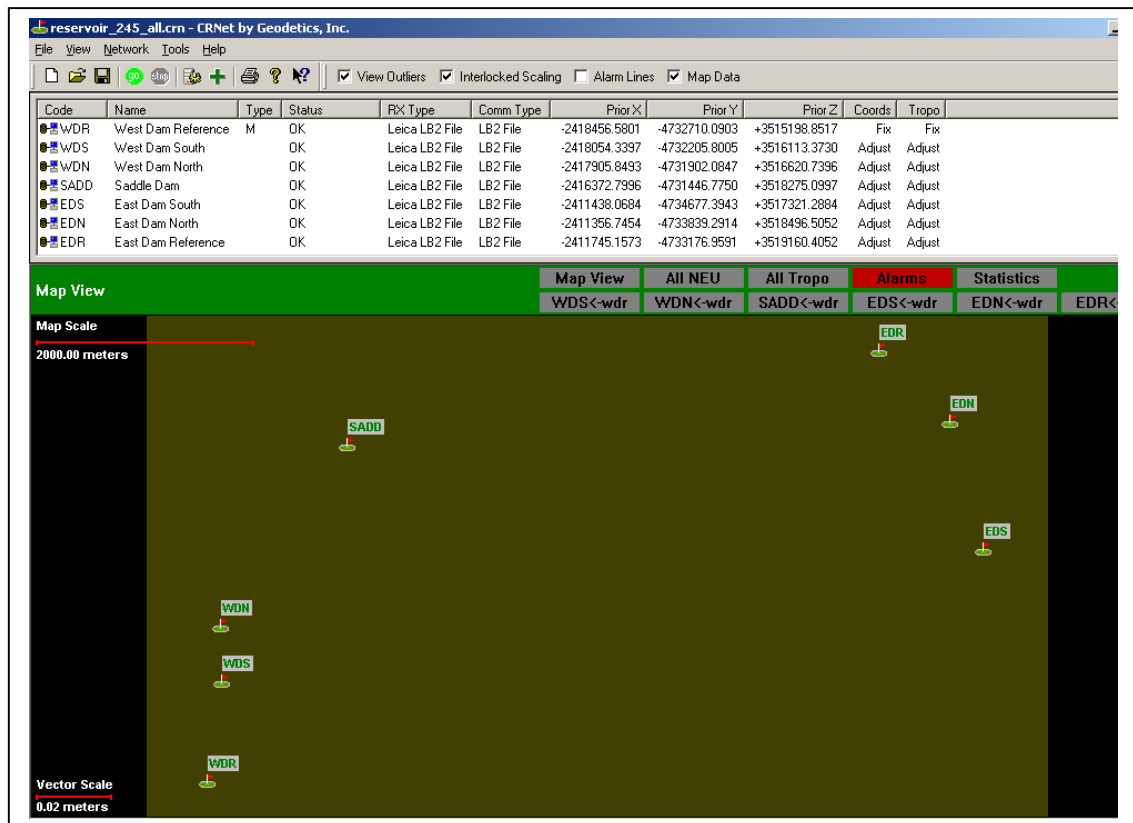 reservoir_245_all.crn - CRNet by Geodetics, Inc.
File View Network Tools Help
go stop View Outliers Interlocked Scaling Alarm Lines Map Data
Code Name Type Status RX Type Comm Type Prior X Prior Y Prior Z Coords Tropo
WDR West Dam Reference M OK Leica LB2 File LB2 File -2418456.5801 -4732710.0903 +3515198.8517 Fix Fix
WDS West Dam South OK Leica LB2 File LB2 File -2418054.3397 -4732205.8005 +3516113.3730 Adjust Adjust
WDN West Dam North OK Leica LB2 File LB2 File -2417905.8493 -4731902.0847 +3516620.7396 Adjust Adjust
SADD Saddle Dam OK Leica LB2 File LB2 File -2416372.7996 -4731446.7750 +3518275.0997 Adjust Adjust
EDS East Dam South OK Leica LB2 File LB2 File -2411438.0684 -4734677.3943 +3517321.2884 Adjust Adjust
EDN East Dam North OK Leica LB2 File LB2 File -2411356.7454 -4733839.2914 +3518496.5052 Adjust Adjust
EDR East Dam Reference OK Leica LB2 File LB2 File -2411745.1573 -4733176.9591 +3519160.4052 Adjust Adjust
Map View
Map View All NEU All Tropo Alarms Statistics
WDS<-wdr WDN<-wdr SADD<-wdr EDS<-wdr EDN<-wdr EDR<-
Map Scale
2000.00 meters
EDR
EDN
SADD
EDS
WDN
WDS
WDR
Vector Scale
0.02 meters